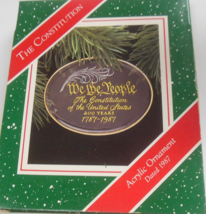 THE CONSTITUTION
We the People
The Constitution
of the United States
200 YEARS
1787-1987
Acrylic Ornament
Dated 1987